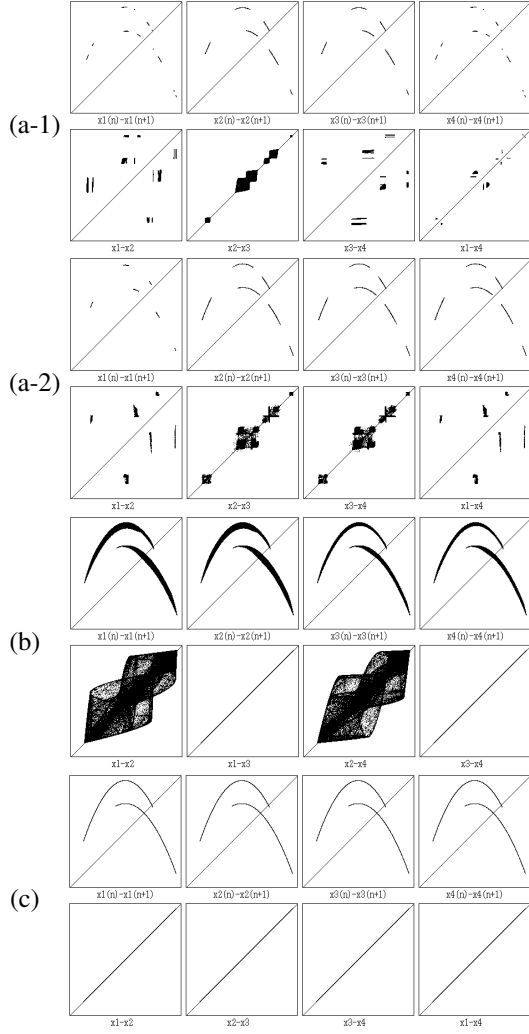 x1(n)-x1(n+1) x2(n)-x2(n+1) x3(n)-x3(n+1) x4(n)-x4(n+1)
(a-1)
x1-x2 x2-x3 x3-x4 x1-x4
x1(n)-x1(n+1) x2(n)-x2(n+1) x3(n)-x3(n+1) x4(n)-x4(n+1)
(a-2)
x1-x2 x2-x3 x3-x4 x1-x4
x1(n)-x1(n+1) x2(n)-x2(n+1) x3(n)-x3(n+1) x4(n)-x4(n+1)
(b)
x1-x2 x1-x3 x2-x4 x3-x4
x1(n)-x1(n+1) x2(n)-x2(n+1) x3(n)-x3(n+1) x4(n)-x4(n+1)
(c)
x1-x2 x2-x3 x3-x4 x1-x4